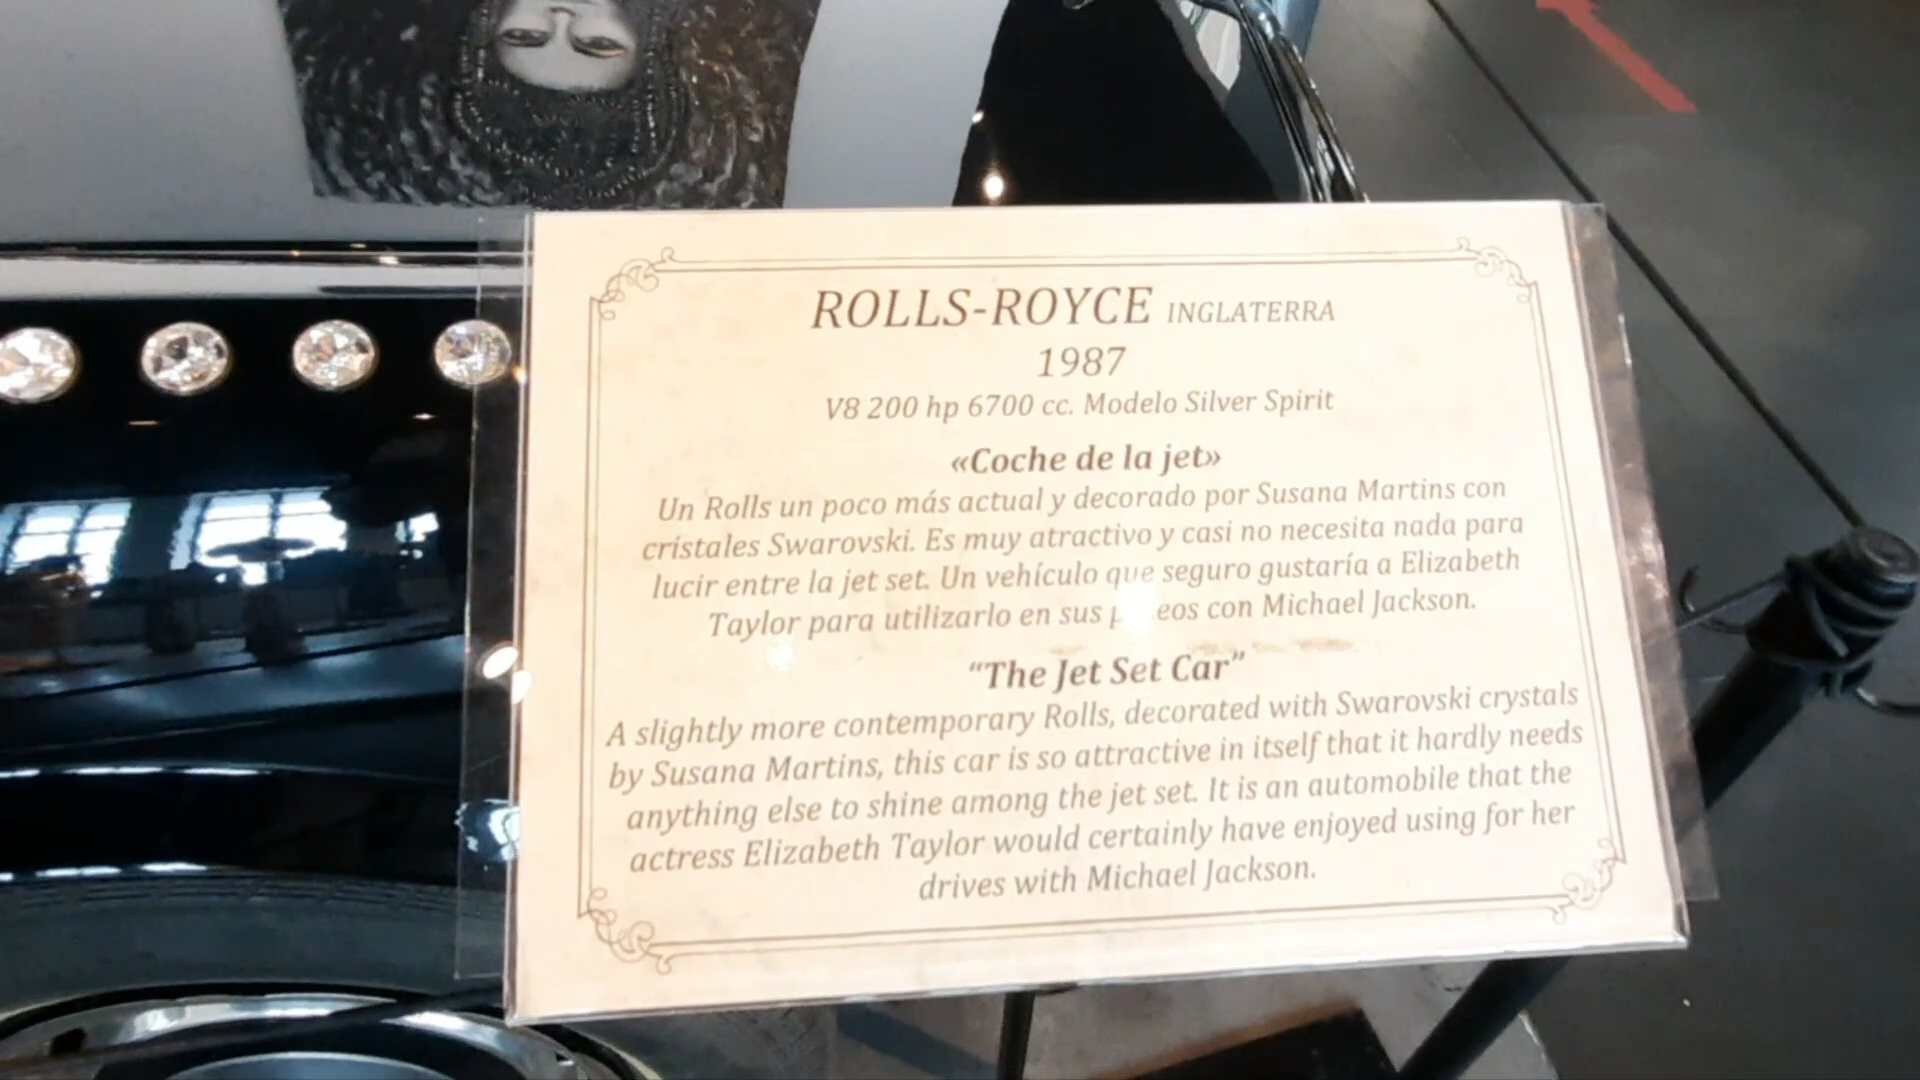 ROLLS-ROYCE INGLATERRA
1987
V8 200 hp 6700 cc. Modelo Silver Spirit
«Coche de la jet»
Un Rolls un poco más actual y decorado por Susana Martins con
cristales Swarovski. Es muy atractivo y casi no necesita nada para
lucir entre la jet set. Un vehículo que seguro gustaría a Elizabeth
Taylor para utilizarlo en sus con Michael Jackson.
“The Jet Set Car”
A slightly more contemporary Rolls, decorated with Swarovski crystals
by Susana Martins, this car is so attractive in itself that it hardly needs
anything else to shine among the jet set. It is an automobile that the
actress Elizabeth Taylor would certainly have enjoyed using for her
drives with Michael Jackson.